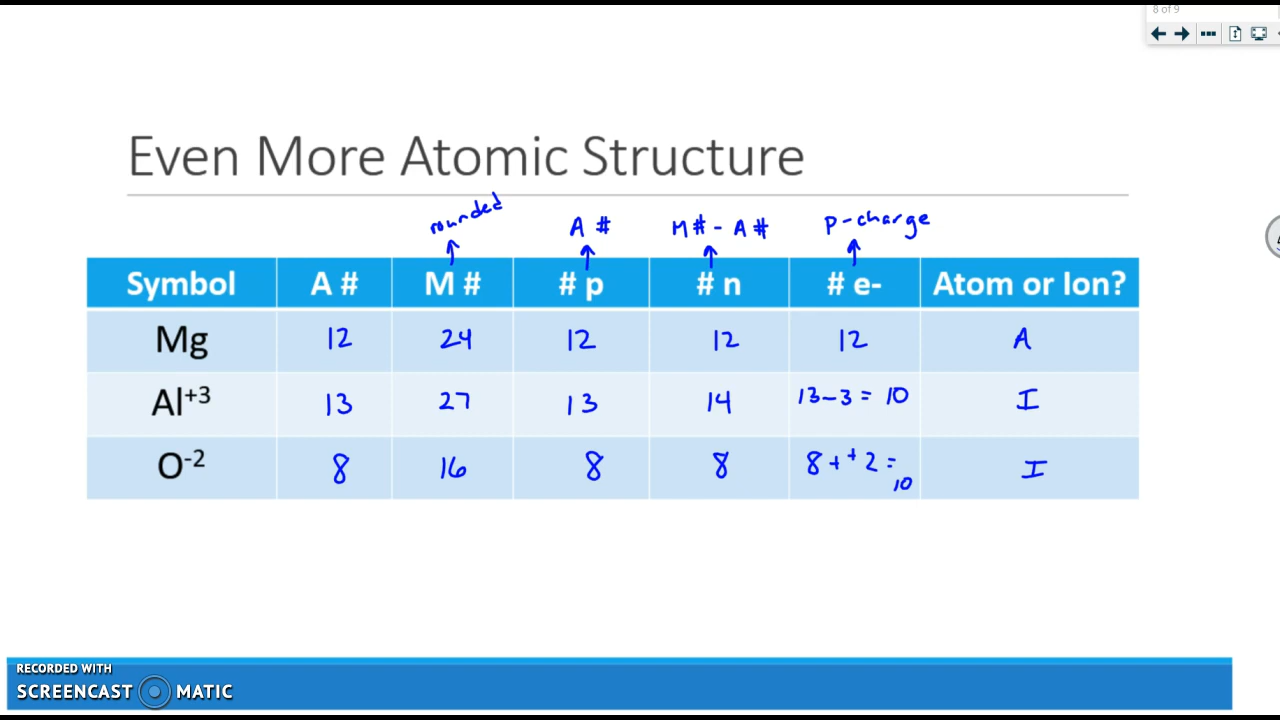 8 of 9
Even More Atomic Structure
rounded A # M# - A# P-charge
Symbol A # M # # p # n # e- Atom or Ion?
Mg 12 24 12 12 12 A
Al+3 13 27 13 14 13-3 = 10 I
O-2 8 16 8 8 8 + +2 = 10 I
RECORDED WITH
SCREENCAST MATIC